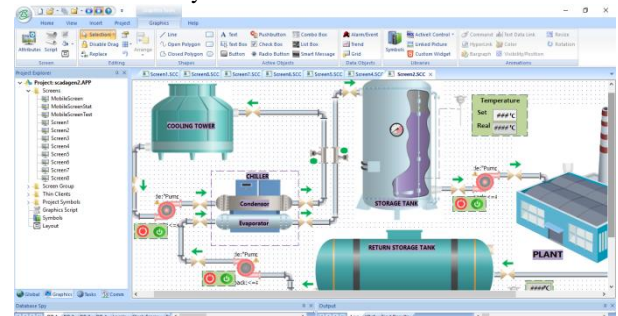 Home View Insert Project Graphics Help
Attributes Script
Selection
Disable Drag
Replace
Arrange
Line
Open Polygon
Closed Polygon
A Text
Text Box
Button
Pushbutton
Check Box
Radio Button
Combo Box
List Box
Smart Message
Alarm/Event
Trend
Grid
Symbols
ActiveX Control
Linked Picture
Custom Widget
Command
HyperLink
Bargraph
Text Data Link
Color
Visibility/Position
Resize
Rotation
Screen Editing Shapes Active Objects Data Objects Libraries Animations
Project Explorer
Project: scadagen2.APP
Screens
MobileScreen
MobileScreenStat
MobileScreenText
Screen1
Screen2
Screen3
Screen4
Screen5
Screen6
Screen7
Screen8
Screen Group
Thin Clients
Project Symbols
Graphics Script
Symbols
Layout
Global Graphics Tasks Comm
Screen1.SCC Screen8.SCC Screen7.SCC Screen6.SCC Screen5.SCC Screen4.SCC Screen2.SCC
COOLING TOWER
CHILLER
Condensor
Evaporator
STORAGE TANK
RETURN STORAGE TANK
PLANT
Temperature
Set ###°C
Real ###°C
Database Spy
Output